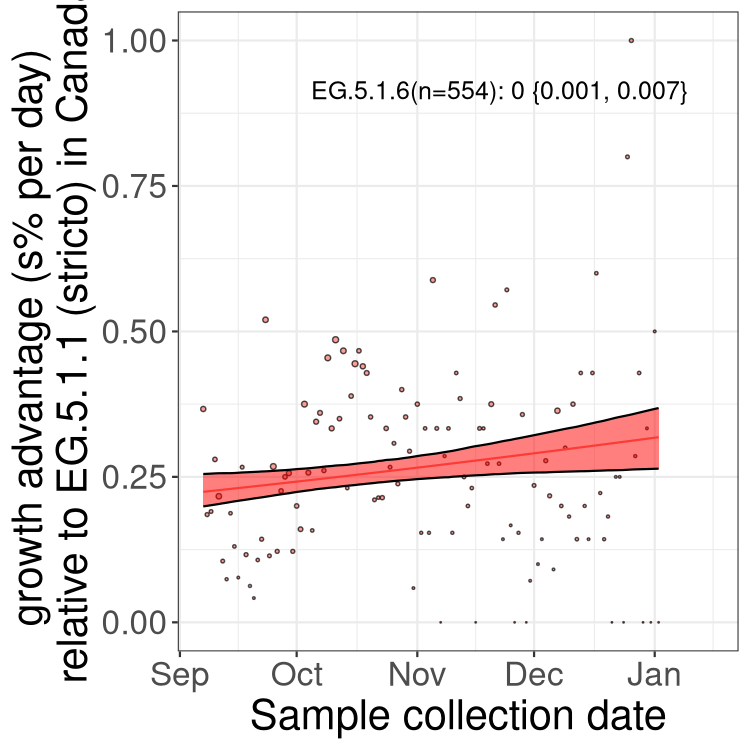 growth advantage (s% per day)
relative to EG.5.1.1 (stricto) in Canada
1.00
EG.5.1.6(n=554): 0 {0.001, 0.007}
0.75
0.50
0.25
0.00
Sep Oct Nov Dec Jan
Sample collection date